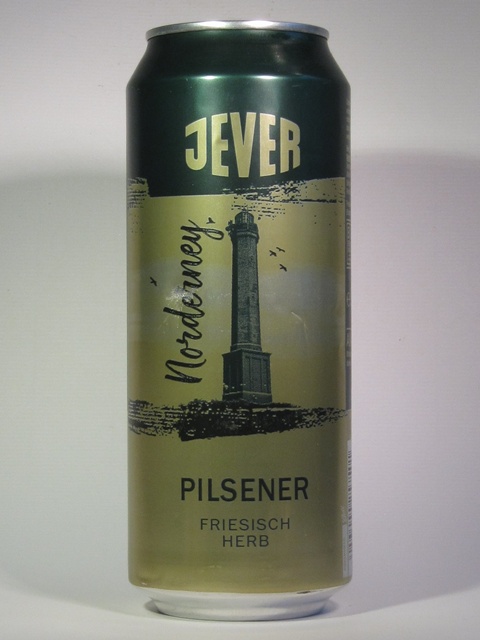 JEVER
Norderney
PILSENER
FRIESISCH
HERB